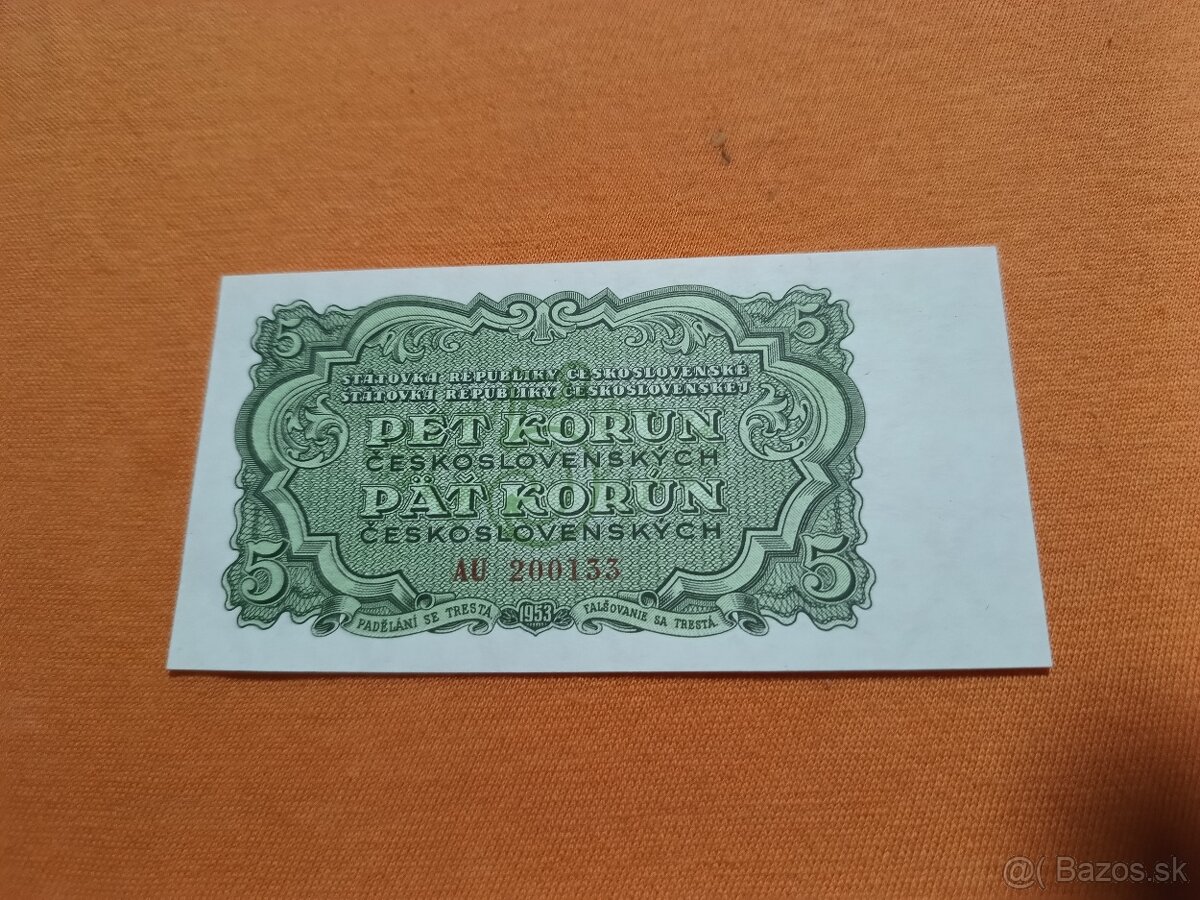 5 5
STÁTOVKA REPUBLIKY ČESKOSLOVENSKÉ
ŠTÁTOVKA REPUBLIKY ČESKOSLOVENSKEJ
PĚT KORUN
ČESKOSLOVENSKÝCH
PÄŤ KORÚN
ČESKOSLOVENSKÝCH
5 AU 200133 5
PADĚLÁNÍ SE TRESTÁ. 1953 FALŠOVANIE SA TRESTÁ.
@( Bazos.sk